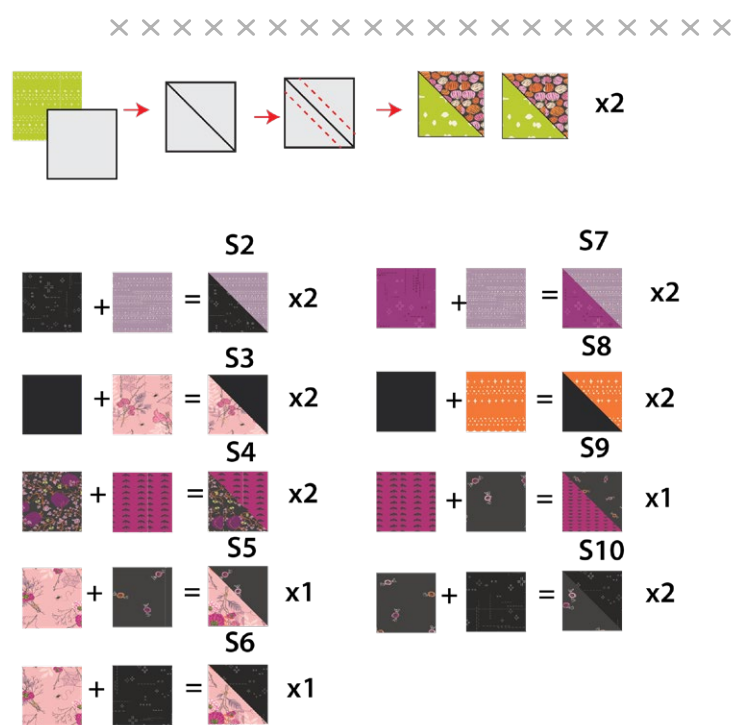 x2
S2
+ = x2
S3
+ = x2
S4
+ = x2
S5
+ = x1
S6
+ = x1
S7
+ = x2
S8
+ = x2
S9
+ = x1
S10
+ = x2